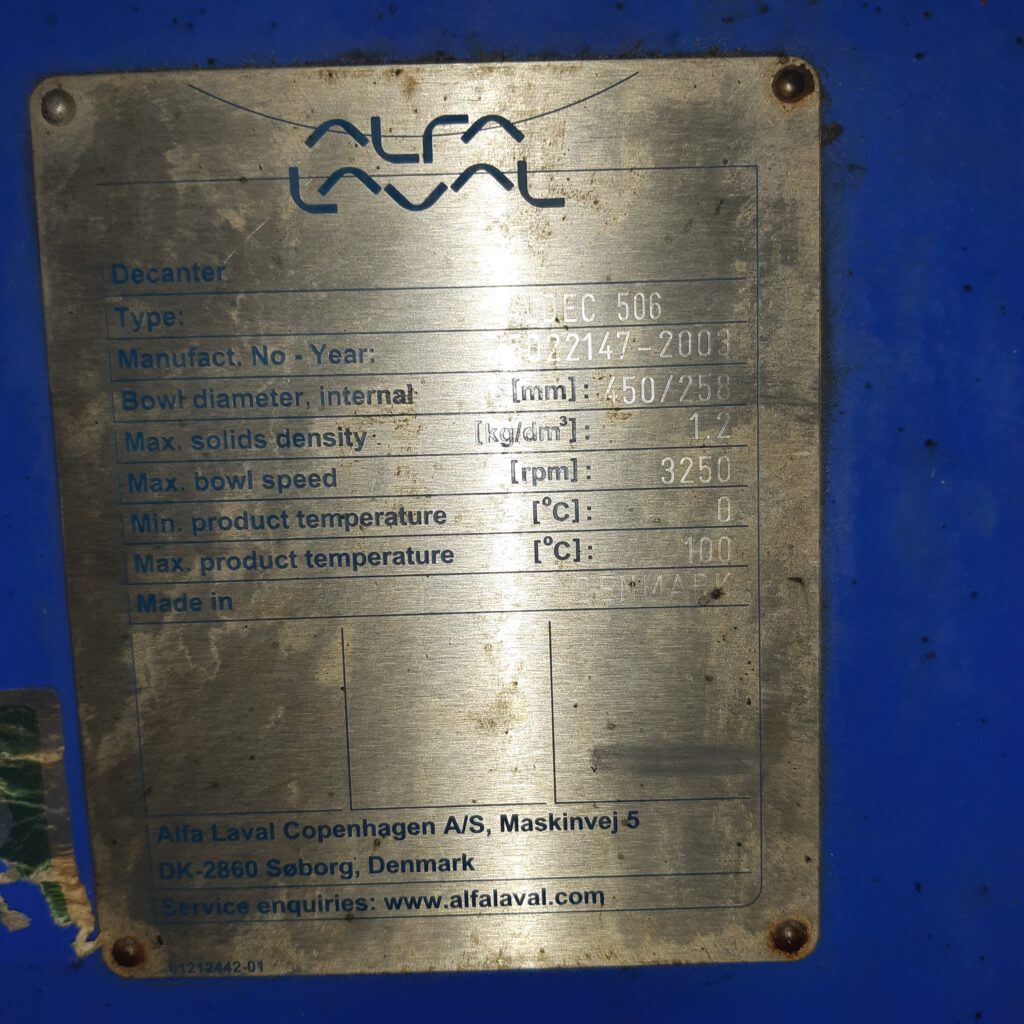 ALFA
LAVAL
Decanter
Type: DEC 506
Manufact. No - Year: 022147-2003
Bowl diameter, internal [mm]: 450/258
Max. solids density [kg/dm³]: 1.2
Max. bowl speed [rpm]: 3250
Min. product temperature [°C]: 0
Max. product temperature [°C]: 100
Made in DENMARK
Alfa Laval Copenhagen A/S, Maskinvej 5
DK-2860 Søborg, Denmark
Service enquiries: www.alfalaval.com
61212442-01